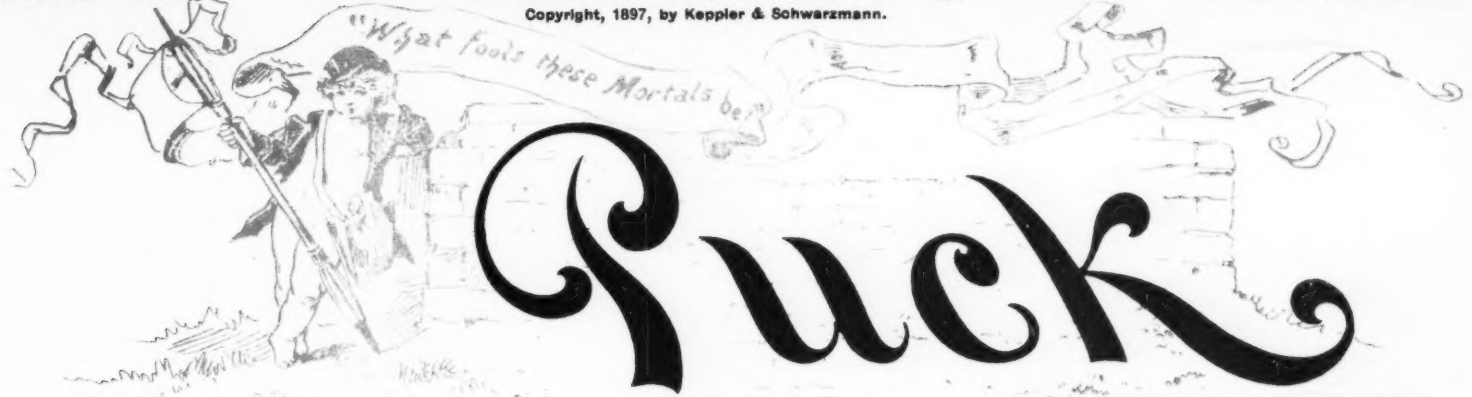 Copyright, 1897, by Keppler & Schwarzmann.
"What fools these Mortals be!"
Puck